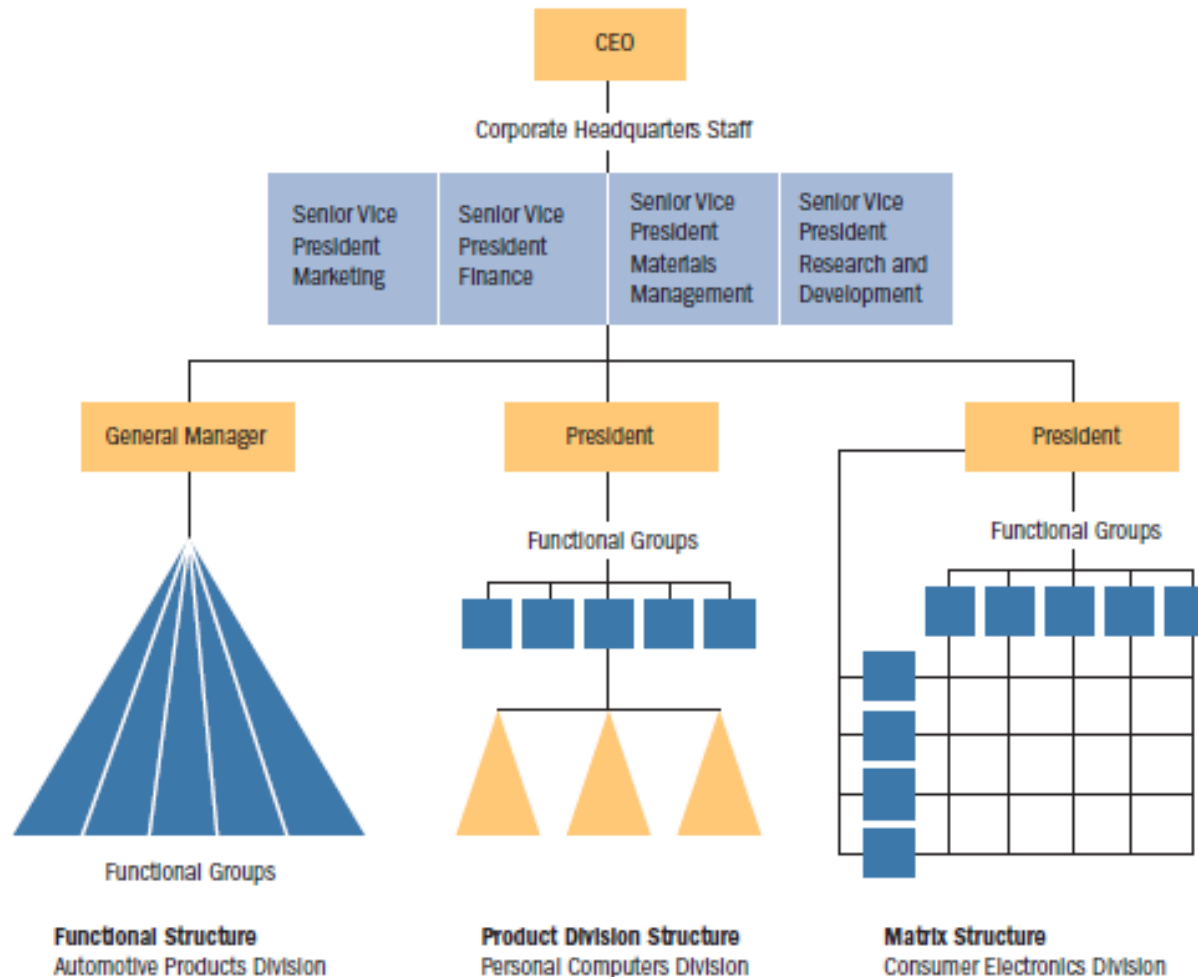 CEO
Corporate Headquarters Staff
Senior Vice
President
Marketing
Senior Vice
President
Finance
Senior Vice
President
Materials
Management
Senior Vice
President
Research and
Development
General Manager
President
President
Functional Groups
Functional Groups
Functional Groups
Functional Structure
Automotive Products Division
Product Division Structure
Personal Computers Division
Matrix Structure
Consumer Electronics Division